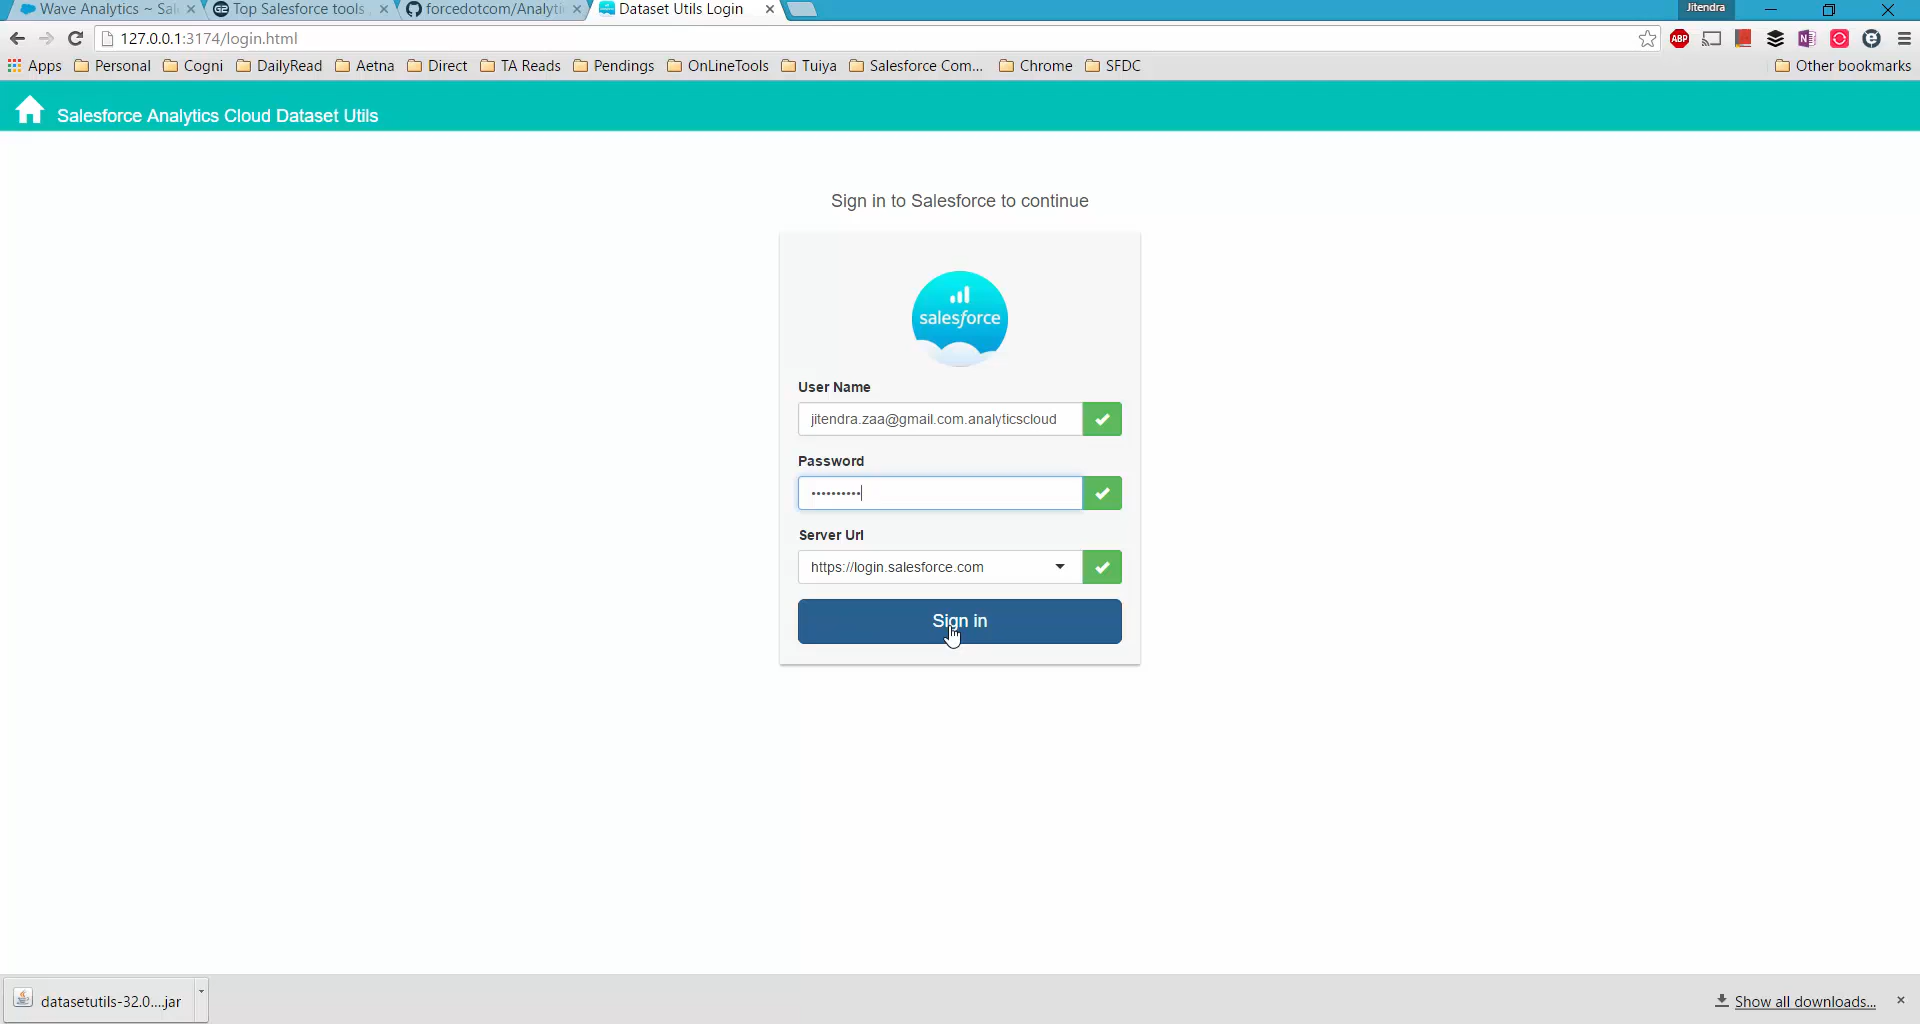 Wave Analytics ~ Sal
Top Salesforce tools
forcedotcom/Analyti
Dataset Utils Login
Jitendra
127.0.0.1:3174/login.html
ABP
Apps
Personal
Cogni
DailyRead
Aetna
Direct
TA Reads
Pendings
OnLineTools
Tuiya
Salesforce Com...
Chrome
SFDC
Other bookmarks
Salesforce Analytics Cloud Dataset Utils
Sign in to Salesforce to continue
salesforce
User Name
jitendra.zaa@gmail.com.analyticscloud
Password
••••••••••
Server Url
https://login.salesforce.com
Sign in
datasetutils-32.0....jar
Show all downloads...